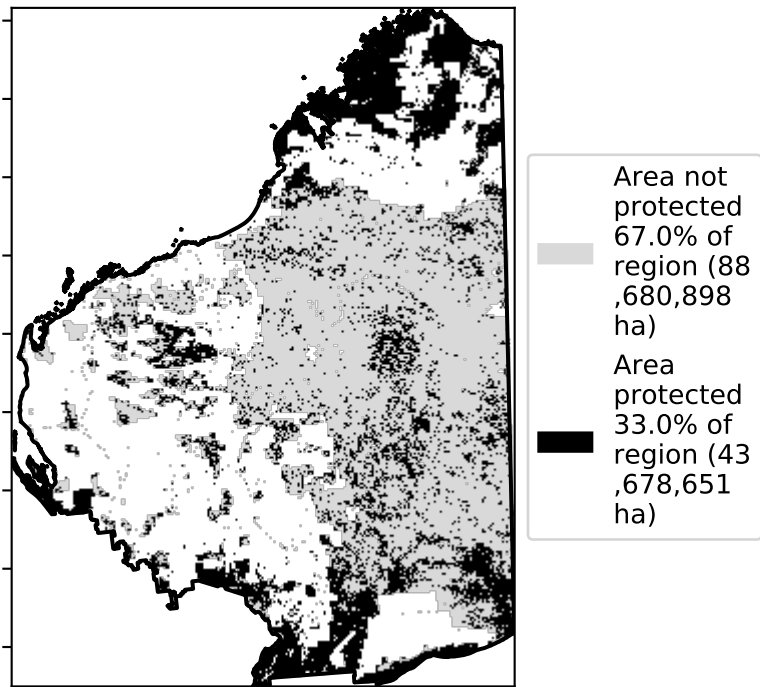 Area not
protected
67.0% of
region (88
,680,898
ha)
Area
protected
33.0% of
region (43
,678,651
ha)